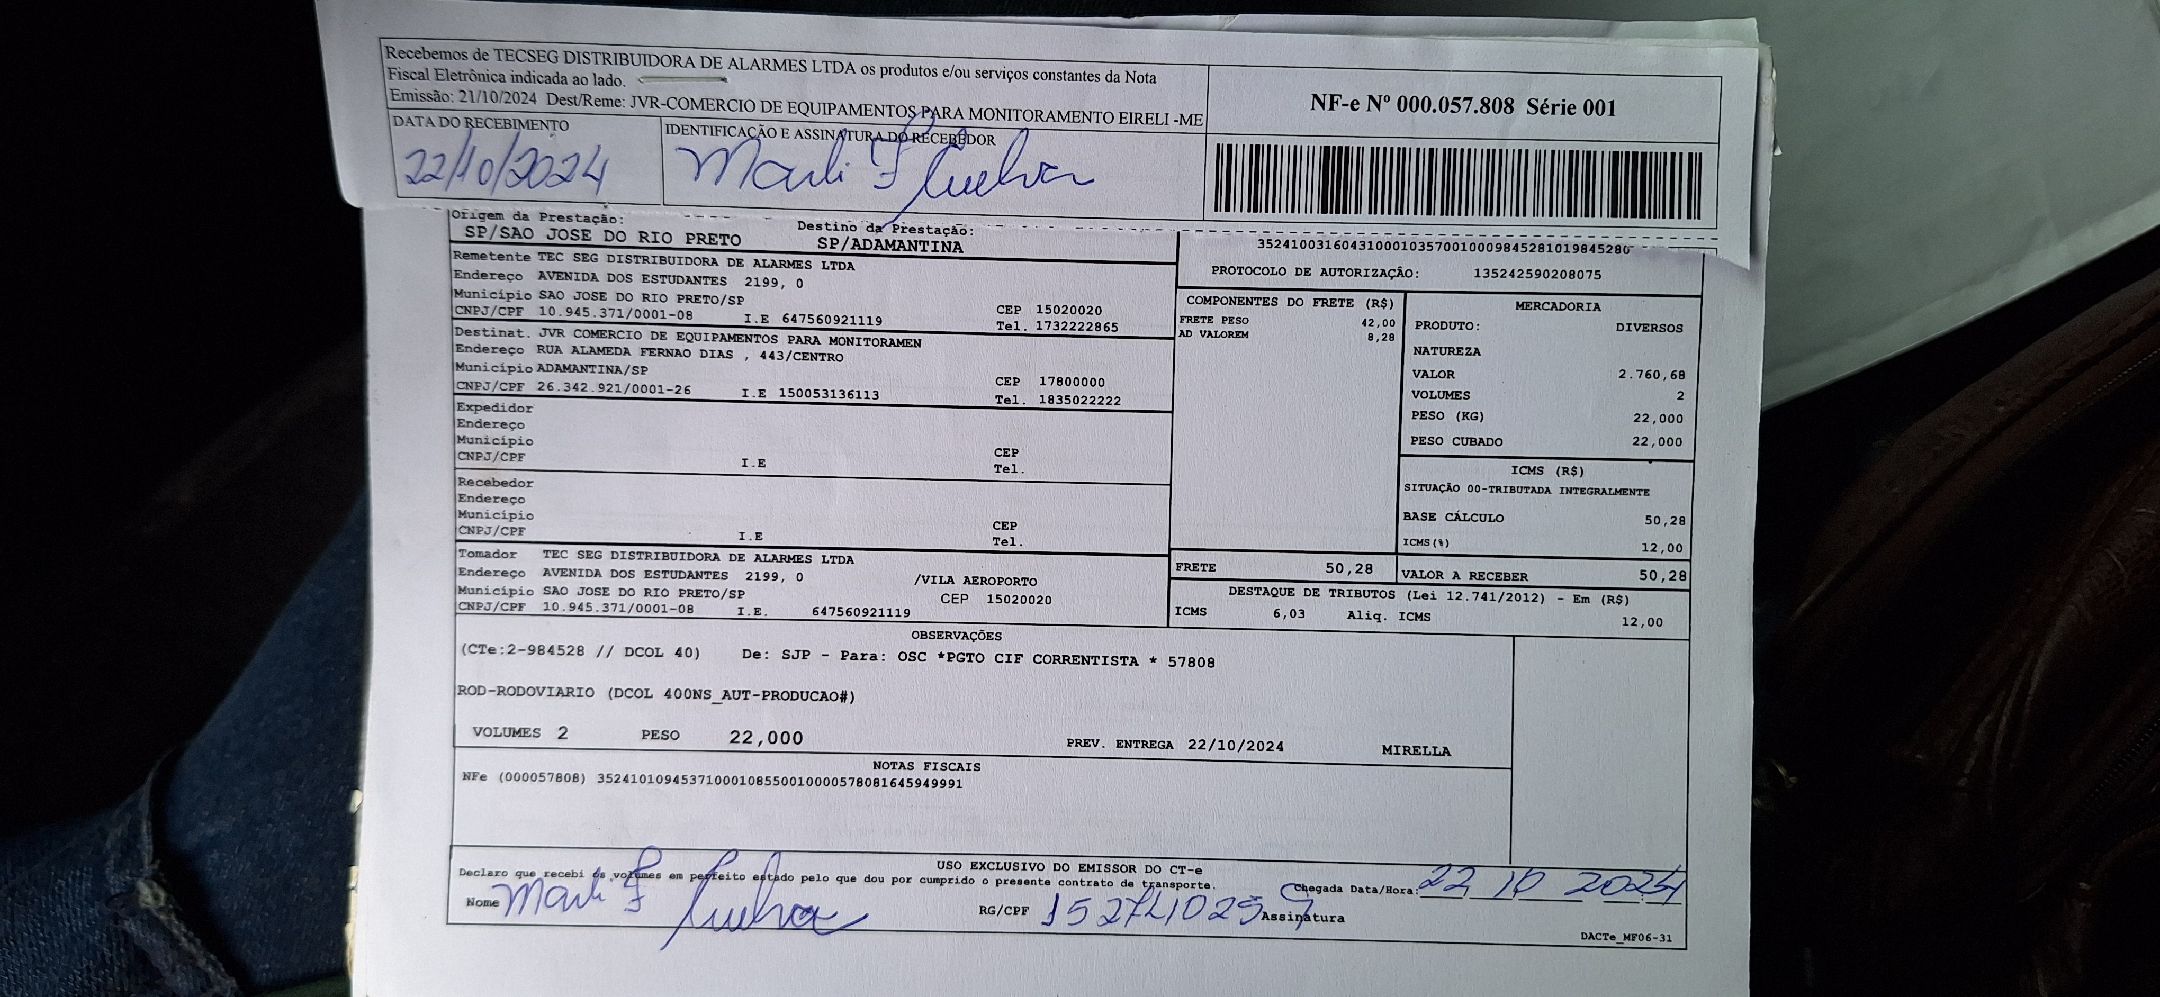 Recebemos de TECSEG DISTRIBUIDORA DE ALARMES LTDA os produtos e/ou serviços constantes da Nota
Fiscal Eletrônica indicada ao lado.
Emissão: 21/10/2024 Dest/Reme: JVR-COMERCIO DE EQUIPAMENTOS PARA MONITORAMENTO EIRELI -ME
NF-e Nº 000.057.808 Série 001
DATA DO RECEBIMENTO
22/10/2024
IDENTIFICAÇÃO E ASSINATURA DO RECEBEDOR
Marli F
Origem da Prestação:
SP/SAO JOSE DO RIO PRETO
Destino da Prestação:
SP/ADAMANTINA
35241003160431000103570010009845281019845280
PROTOCOLO DE AUTORIZAÇÃO: 135242590208075
Remetente TEC SEG DISTRIBUIDORA DE ALARMES LTDA
Endereço AVENIDA DOS ESTUDANTES 2199, 0
Município SAO JOSE DO RIO PRETO/SP CEP 15020020
CNPJ/CPF 10.945.371/0001-08 I.E 647560921119 Tel. 1732222865
Destinat. JVR COMERCIO DE EQUIPAMENTOS PARA MONITORAMEN
Endereço RUA ALAMEDA FERNAO DIAS , 443/CENTRO
Município ADAMANTINA/SP CEP 17800000
CNPJ/CPF 26.342.921/0001-26 I.E 150053136113 Tel. 1835022222
Expedidor
Endereço
Município CEP
CNPJ/CPF I.E Tel.
Recebedor
Endereço
Município CEP
CNPJ/CPF I.E Tel.
Tomador TEC SEG DISTRIBUIDORA DE ALARMES LTDA
Endereço AVENIDA DOS ESTUDANTES 2199, 0 /VILA AEROPORTO
Município SAO JOSE DO RIO PRETO/SP CEP 15020020
CNPJ/CPF 10.945.371/0001-08 I.E. 647560921119
COMPONENTES DO FRETE (R$)
FRETE PESO 42,00
AD VALOREM 8,28
MERCADORIA
PRODUTO: DIVERSOS
NATUREZA
VALOR 2.760,68
VOLUMES 2
PESO (KG) 22,000
PESO CUBADO 22,000
ICMS (R$)
SITUAÇÃO 00-TRIBUTADA INTEGRALMENTE
BASE CÁLCULO 50,28
ICMS(%) 12,00
FRETE 50,28
VALOR A RECEBER 50,28
DESTAQUE DE TRIBUTOS (Lei 12.741/2012) - Em (R$)
ICMS 6,03 Aliq. ICMS 12,00
OBSERVAÇÕES
(CTe:2-984528 // DCOL 40) De: SJP - Para: OSC *PGTO CIF CORRENTISTA * 57808
ROD-RODOVIARIO (DCOL 400NS_AUT-PRODUCAO#)
VOLUMES 2 PESO 22,000 PREV. ENTREGA 22/10/2024 MIRELLA
NOTAS FISCAIS
NFe (000057808) 35241010945371000108550010000578081645949991
USO EXCLUSIVO DO EMISSOR DO CT-e
Declaro que recebi os volumes em perfeito estado pelo que dou por cumprido o presente contrato de transporte.
Chegada Data/Hora: 22 10 2024
Nome Marli F
RG/CPF 152741025 9
Assinatura
DACTe_MF06-31